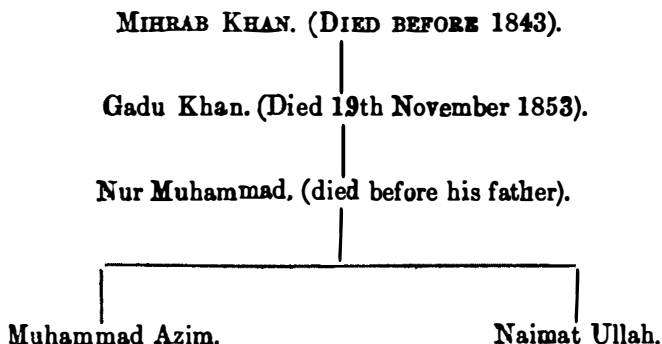 MIHRAB KHAN. (DIED BEFORE 1843).
Gadu Khan. (Died 19th November 1853).
Nur Muhammad, (died before his father).
Muhammad Azim. Naimat Ullah.